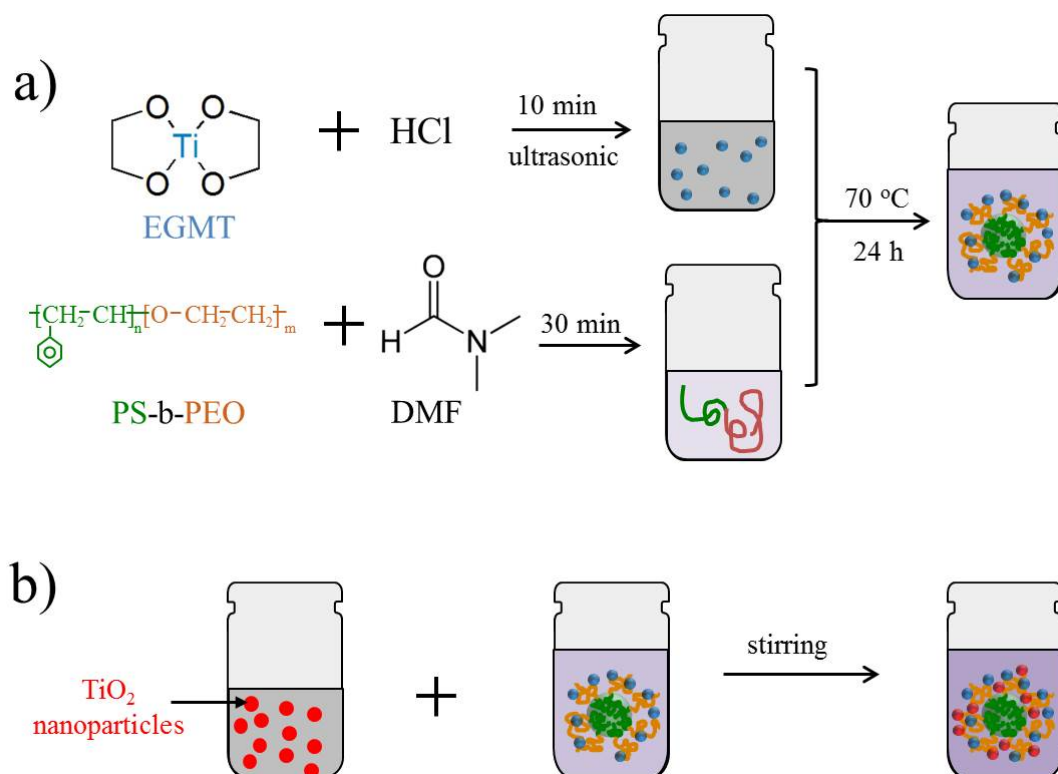 a)
O O
Ti
O O
EGMT
+
HCl
10 min
ultrasonic
70 °C
24 h
-[CH₂-CH]ₙ[O-CH₂-CH₂]ₘ
PS-b-PEO
+
O
H N
DMF
30 min
b)
TiO₂
nanoparticles
+
stirring